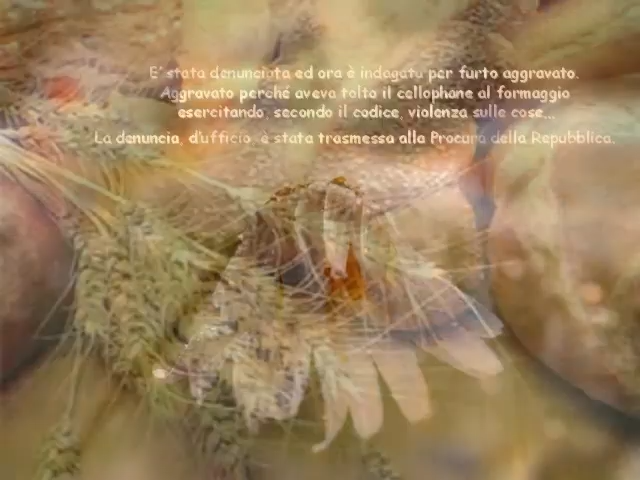 E' stata denunciata ed ora è indagata per furto aggravato.
Aggravato perché aveva tolto il cellophane al formaggio
esercitando, secondo il codice, violenza sulle cose...
La denuncia, d'ufficio, è stata trasmessa alla Procura della Repubblica.